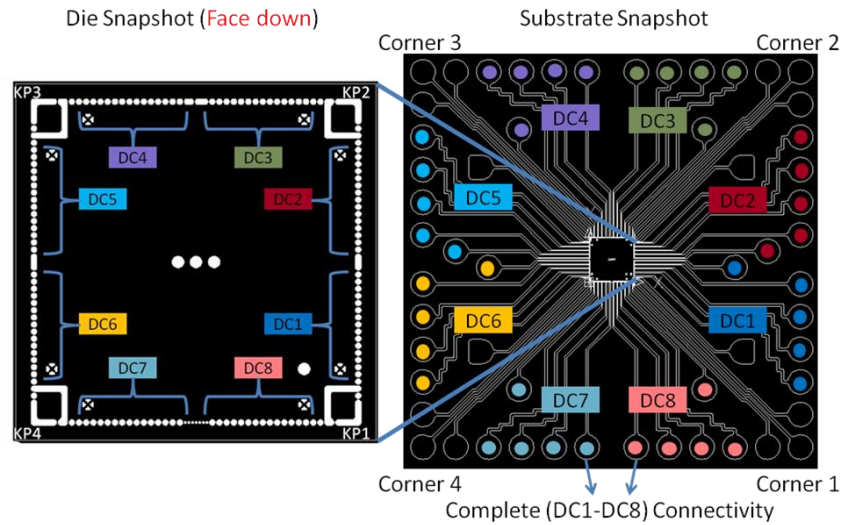 Die Snapshot (Face down)
Substrate Snapshot
Corner 3
Corner 2
KP3
KP2
DC4
DC3
DC5
DC2
DC6
DC1
DC7
DC8
KP4
KP1
DC4
DC3
DC5
DC2
DC6
DC1
DC7
DC8
Corner 4
Corner 1
Complete (DC1-DC8) Connectivity